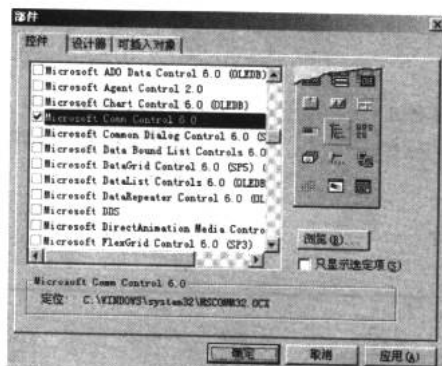 部件
控件 设计器 可插入对象
Microsoft ADO Data Control 6.0 (OLEDB)
Microsoft Agent Control 2.0
Microsoft Chart Control 6.0 (OLEDB)
Microsoft Comm Control 6.0
Microsoft Common Dialog Control 6.0 (S
Microsoft Data Bound List Controls 6.0
Microsoft DataGrid Control 6.0 (SP5) (
Microsoft DataList Controls 6.0 (OLEDB
Microsoft DataRepeater Control 6.0 (OL
Microsoft DDS
Microsoft DirectAnimation Media Contro
Microsoft FlexGrid Control 6.0 (SP3)
浏览(B)...
只显示选定项(S)
Microsoft Comm Control 6.0
定位: C:\WINDOWS\system32\MSCOMM32.OCX
确定 取消 应用(A)